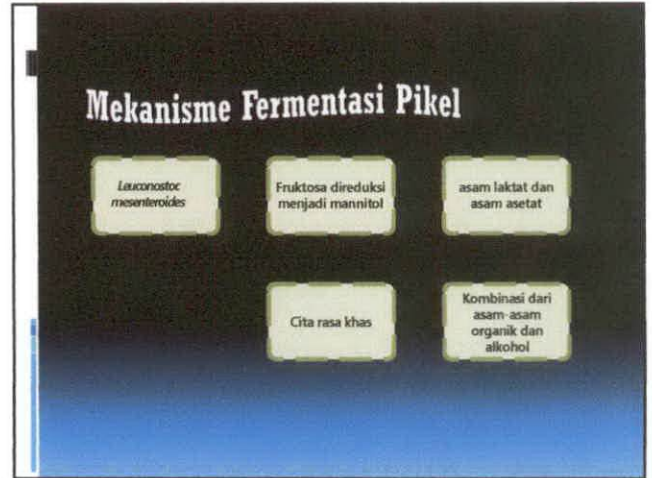 Mekanisme Fermentasi Pikel
Leuconostoc
mesenteroides
Fruktosa direduksi
menjadi mannitol
asam laktat dan
asam asetat
Cita rasa khas
Kombinasi dari
asam-asam
organik dan
alkohol